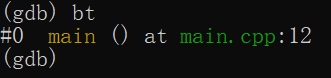 (gdb) bt
#0  main () at main.cpp:12
(gdb)